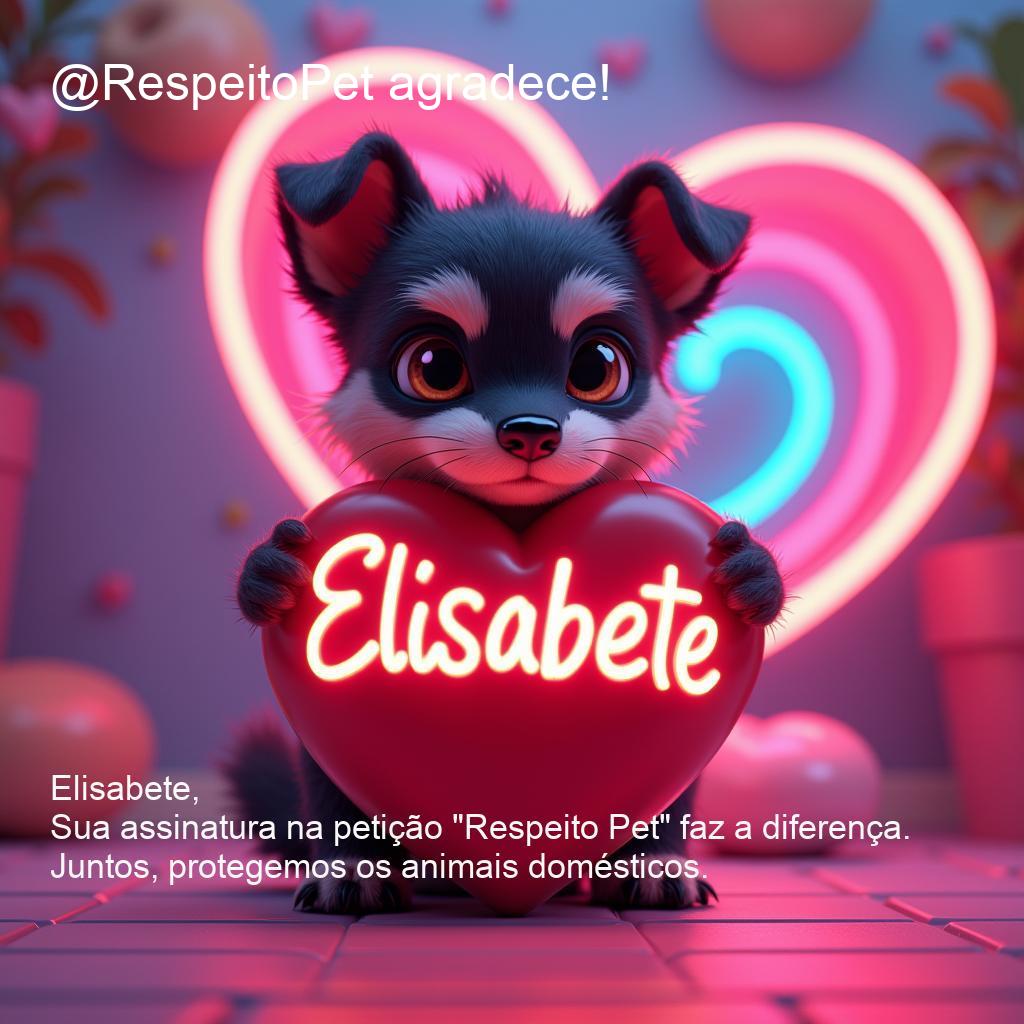 @RespeitoPet agradece!
Elisabete
Elisabete,
Sua assinatura na petição "Respeito Pet" faz a diferença.
Juntos, protegemos os animais domésticos.